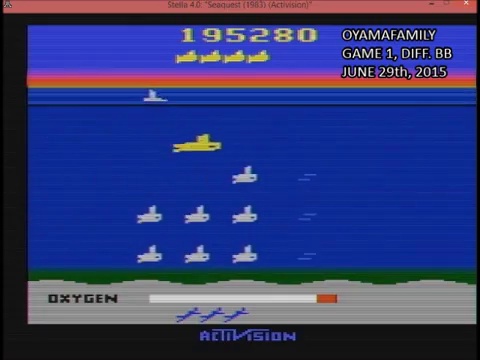 Stella 4.0: "Seaquest (1983) (Activision)"
195280
OYAMAFAMILY
GAME 1, DIFF. BB
JUNE 29th, 2015
OXYGEN
ACTIVISION